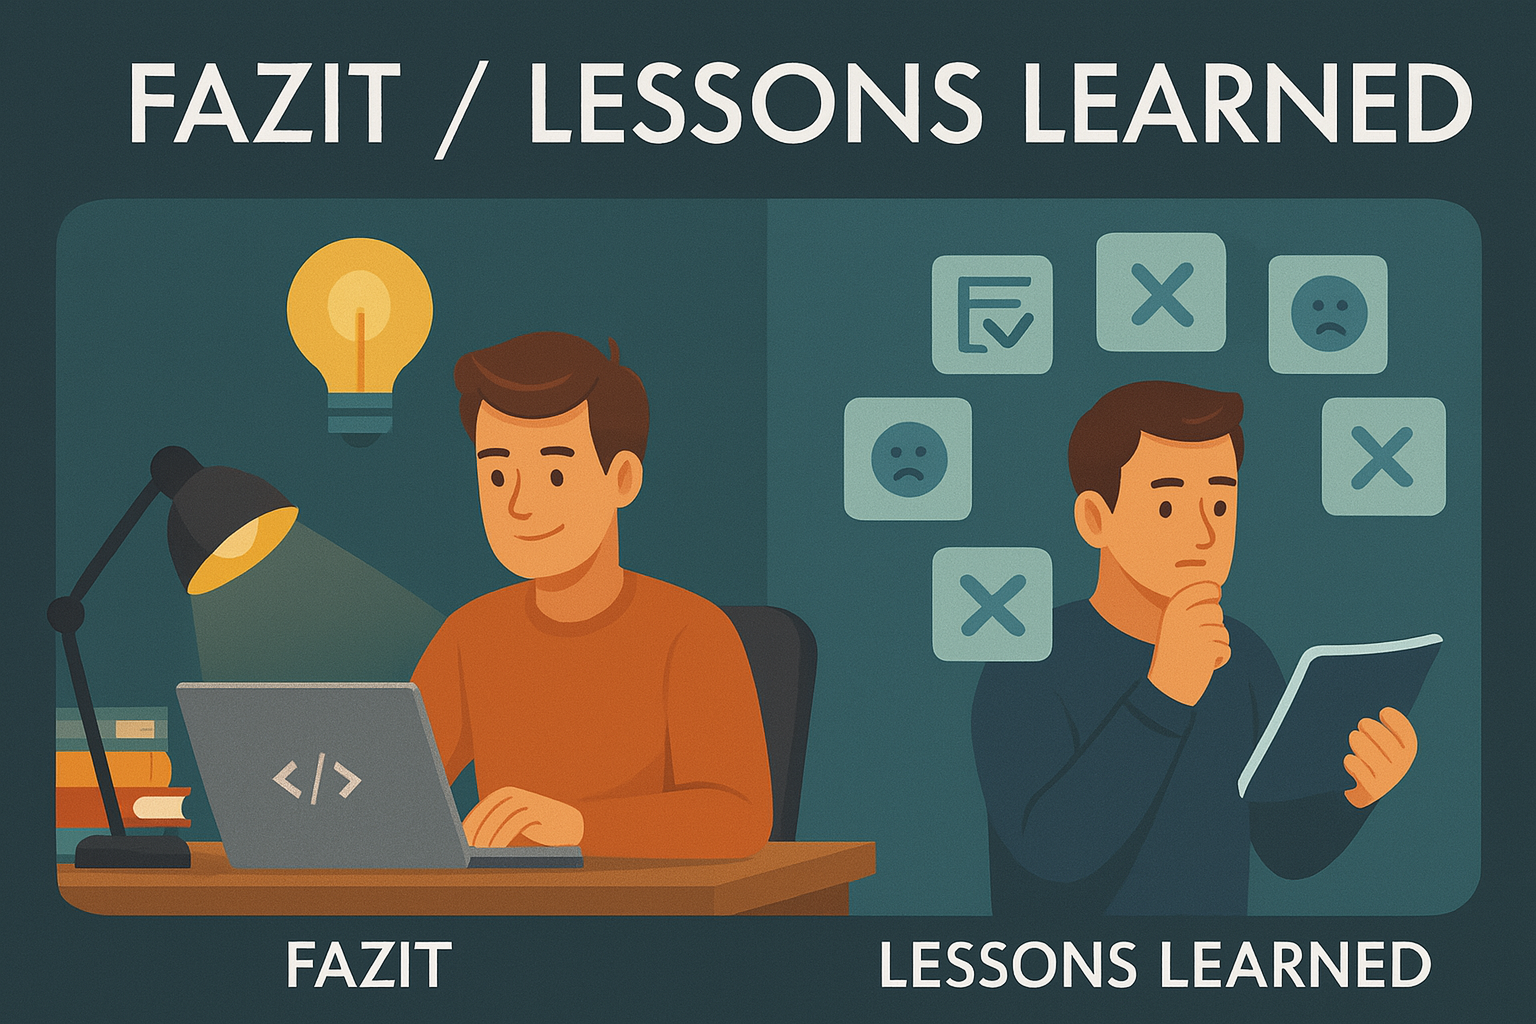 FAZIT / LESSONS LEARNED
</>
FAZIT
LESSONS LEARNED